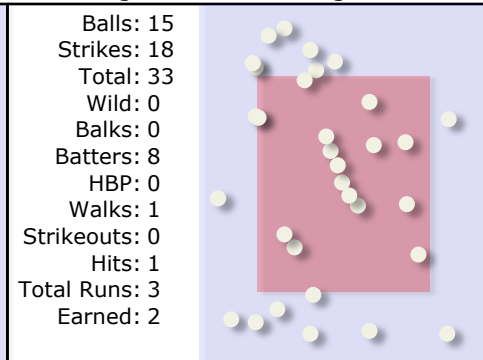 Balls: 15
Strikes: 18
Total: 33
Wild: 0
Balks: 0
Batters: 8
HBP: 0
Walks: 1
Strikeouts: 0
Hits: 1
Total Runs: 3
Earned: 2